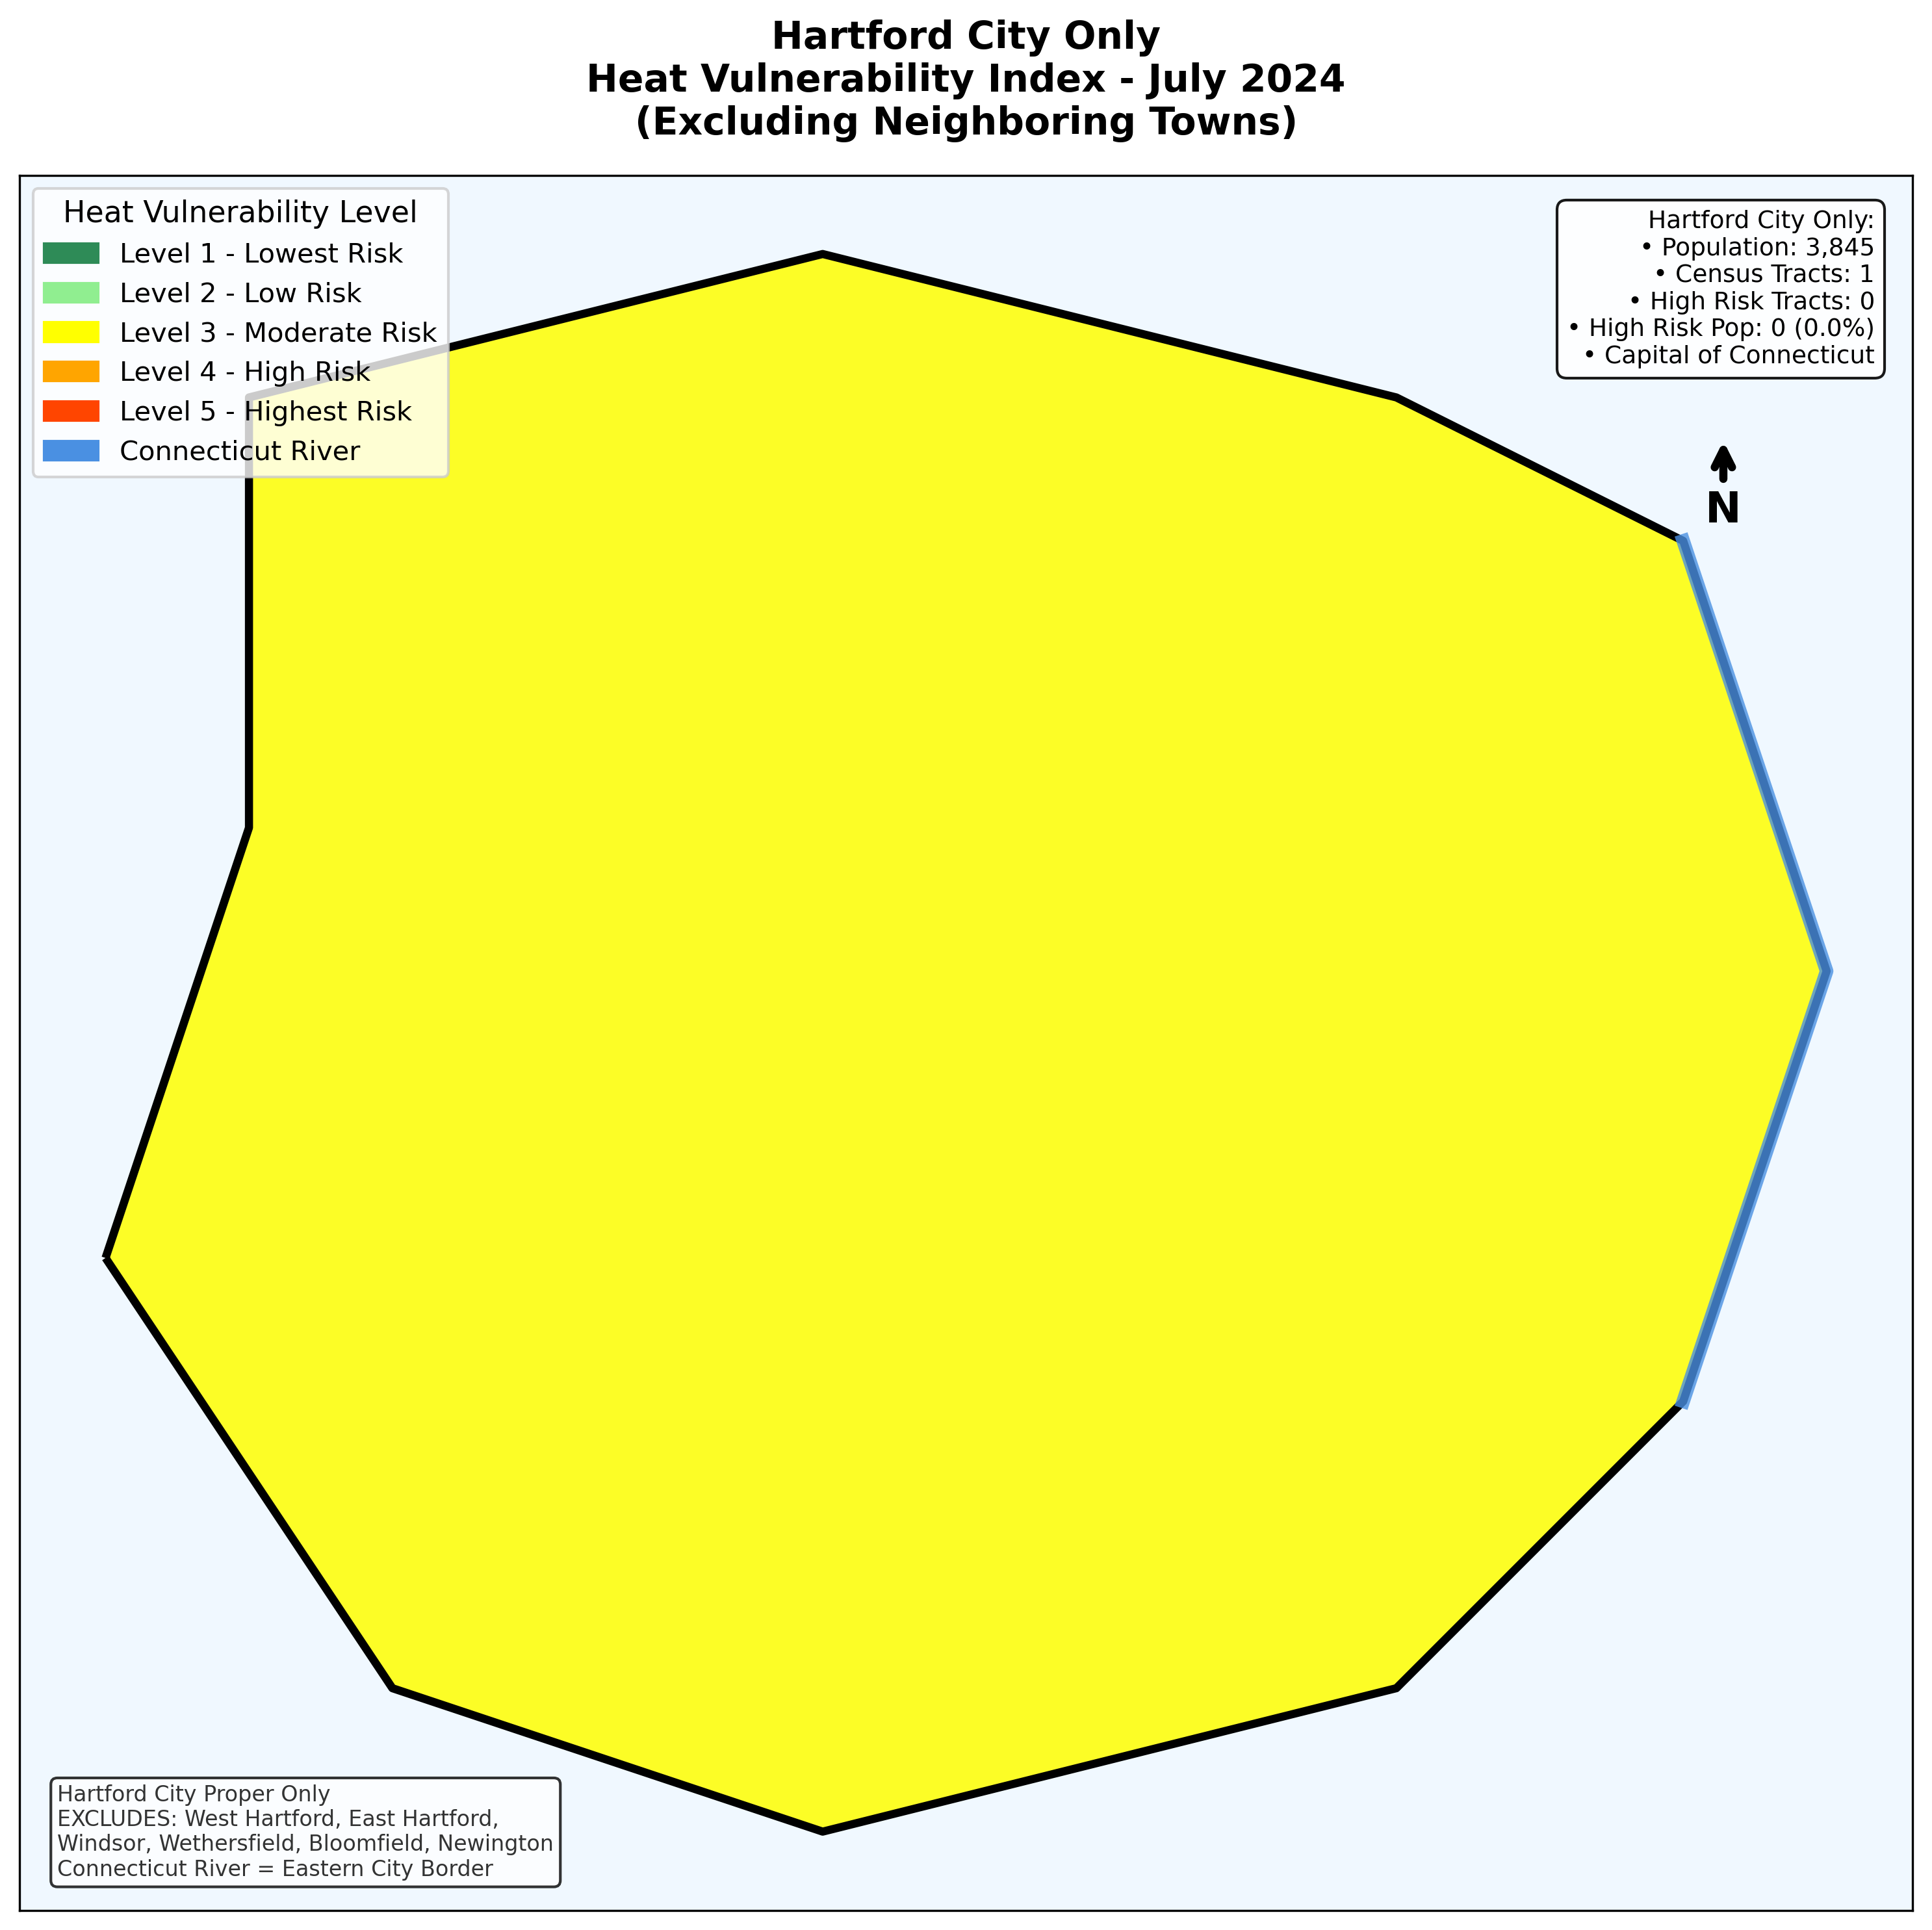 Hartford City Only
Heat Vulnerability Index - July 2024
(Excluding Neighboring Towns)
Heat Vulnerability Level
Level 1 - Lowest Risk
Level 2 - Low Risk
Level 3 - Moderate Risk
Level 4 - High Risk
Level 5 - Highest Risk
Connecticut River
Hartford City Only:
• Population: 3,845
• Census Tracts: 1
• High Risk Tracts: 0
• High Risk Pop: 0 (0.0%)
• Capital of Connecticut
N
Hartford City Proper Only
EXCLUDES: West Hartford, East Hartford,
Windsor, Wethersfield, Bloomfield, Newington
Connecticut River = Eastern City Border